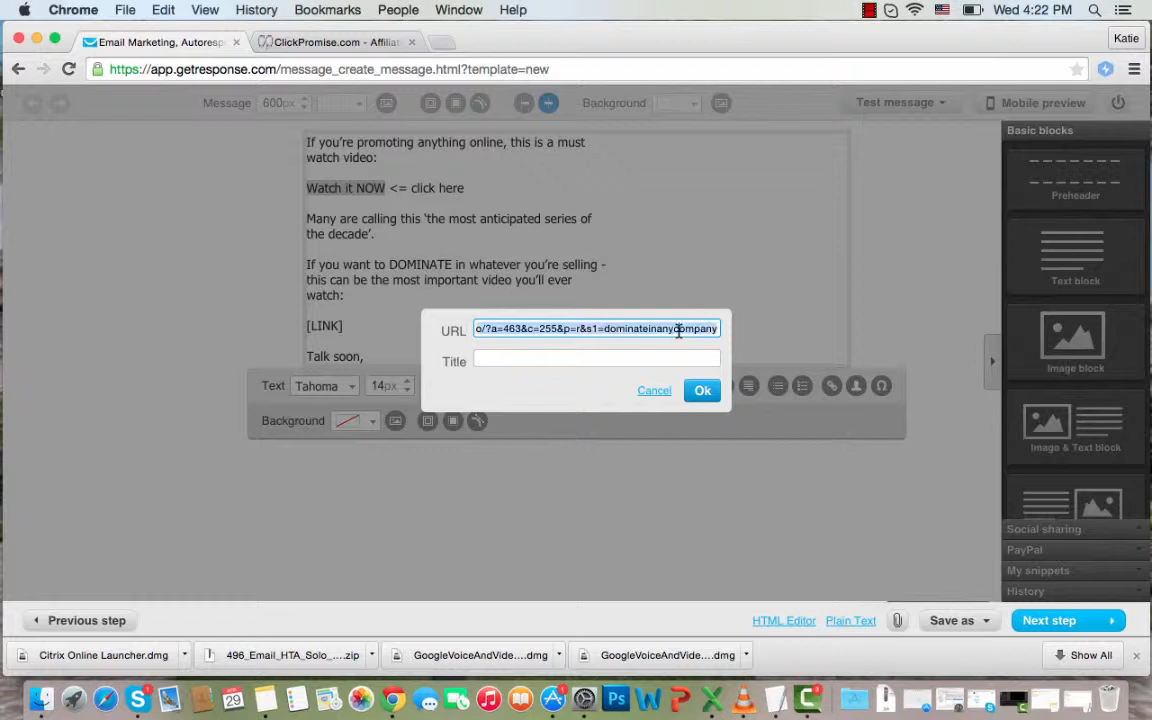 Chrome File Edit View History Bookmarks People Window Help Wed 4:22 PM
Email Marketing, Autoresp ClickPromise.com - Affiliat Katie
https://app.getresponse.com/message_create_message.html?template=new
Message 600px Background Test message Mobile preview
Basic blocks
If you're promoting anything online, this is a must
watch video:
Preheader
Watch it NOW <= click here
Many are calling this 'the most anticipated series of
the decade'.
If you want to DOMINATE in whatever you're selling -
this can be the most important video you'll ever
watch:
Text block
[LINK]
Talk soon,
URL o/?a=463&c=255&p=r&s1=dominateinanycompany
Title
Cancel Ok
Image block
Text Tahoma 14px
Background
Image & Text block
Social sharing
PayPal
My snippets
History
Previous step HTML Editor Plain Text Save as Next step
Citrix Online Launcher.dmg 496_Email_HTA_Solo_....zip GoogleVoiceAndVide....dmg GoogleVoiceAndVide....dmg Show All